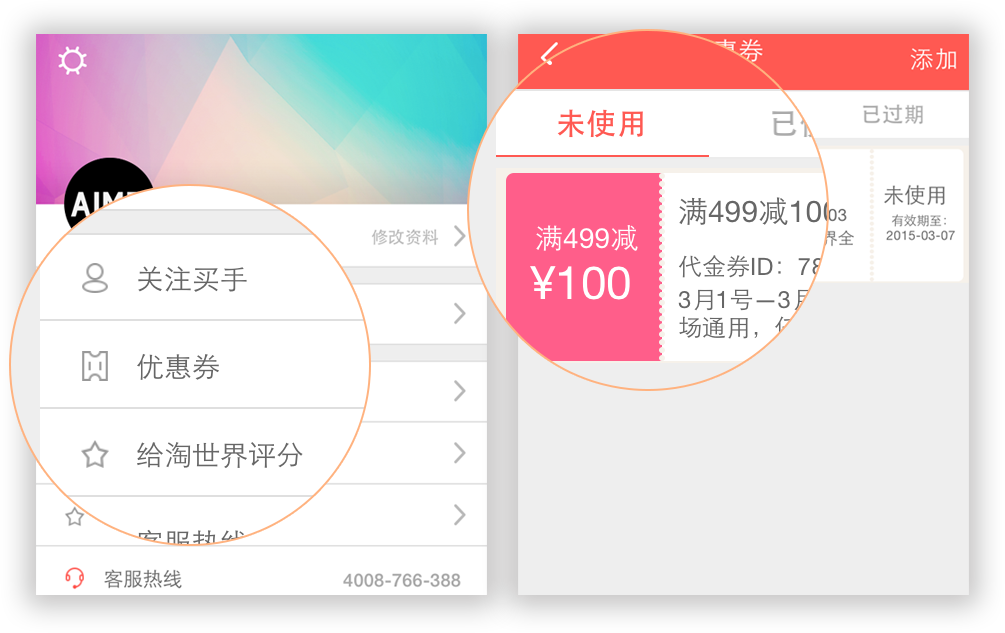 修改资料
关注买手
优惠券
给淘世界评分
客服热线
客服热线
4008-766-388
惠券
添加
未使用
已
已过期
满499减
¥100
满499减100
代金券ID：78
3月1号—3月
场通用，
03
界全
未使用
有效期至：
2015-03-07